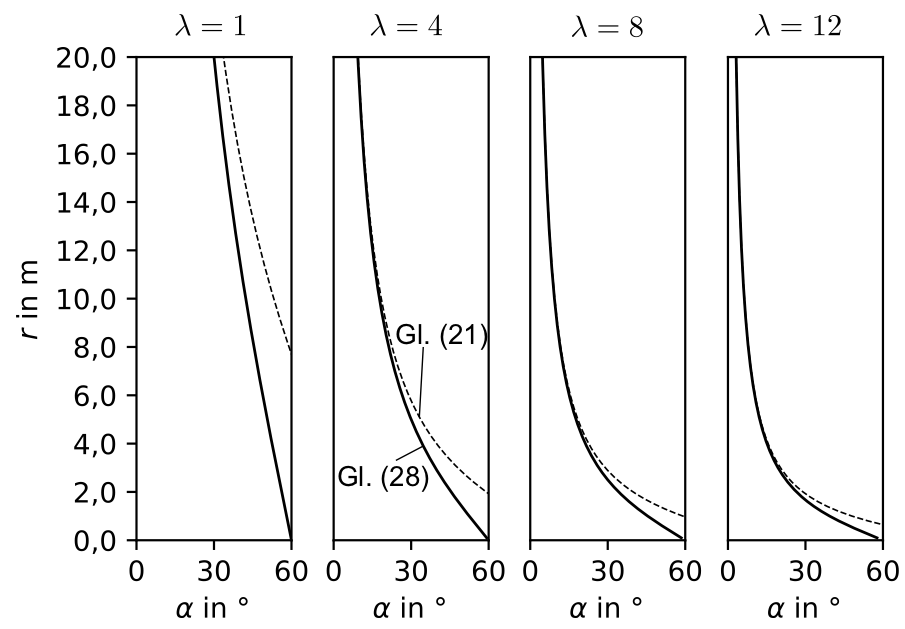 λ = 1
λ = 4
λ = 8
λ = 12
20,0
18,0
16,0
14,0
12,0
10,0
8,0
6,0
4,0
2,0
0,0
r in m
Gl. (21)
Gl. (28)
0 30 60
0 30 60
0 30 60
0 30 60
α in °
α in °
α in °
α in °